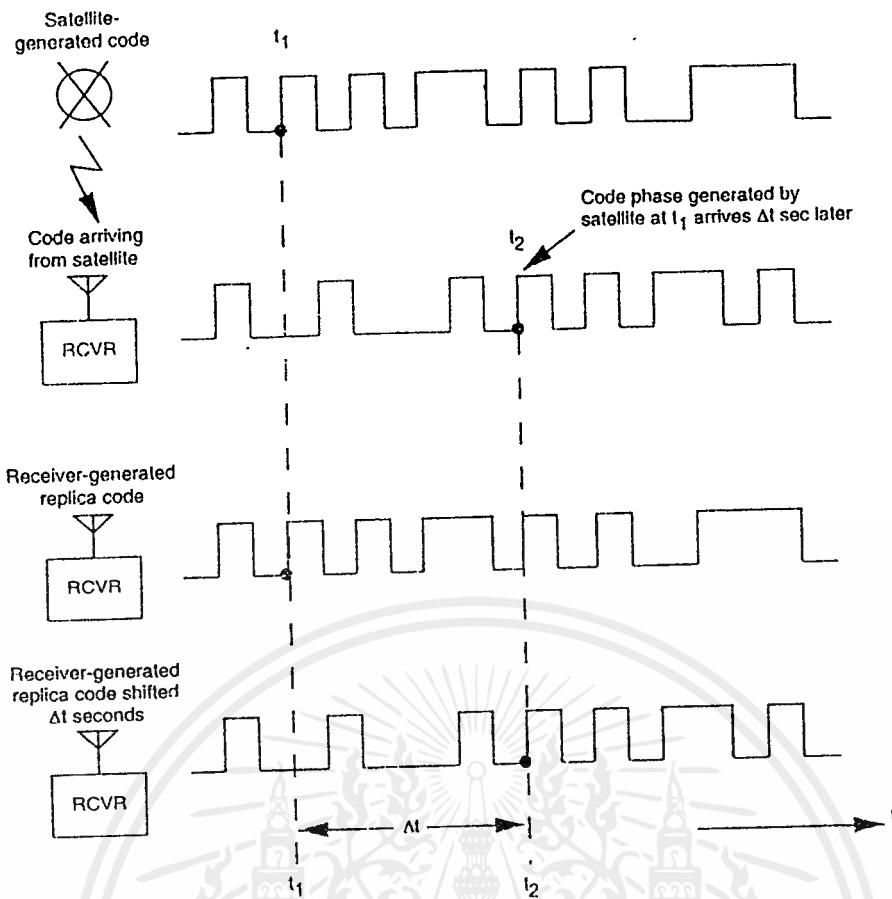 Satellite-
generated code
t1
Code phase generated by
satellite at t1 arrives Δt sec later
t2
Code arriving
from satellite
RCVR
Receiver-generated
replica code
RCVR
Receiver-generated
replica code shifted
Δt seconds
RCVR
Δt
t1
t2